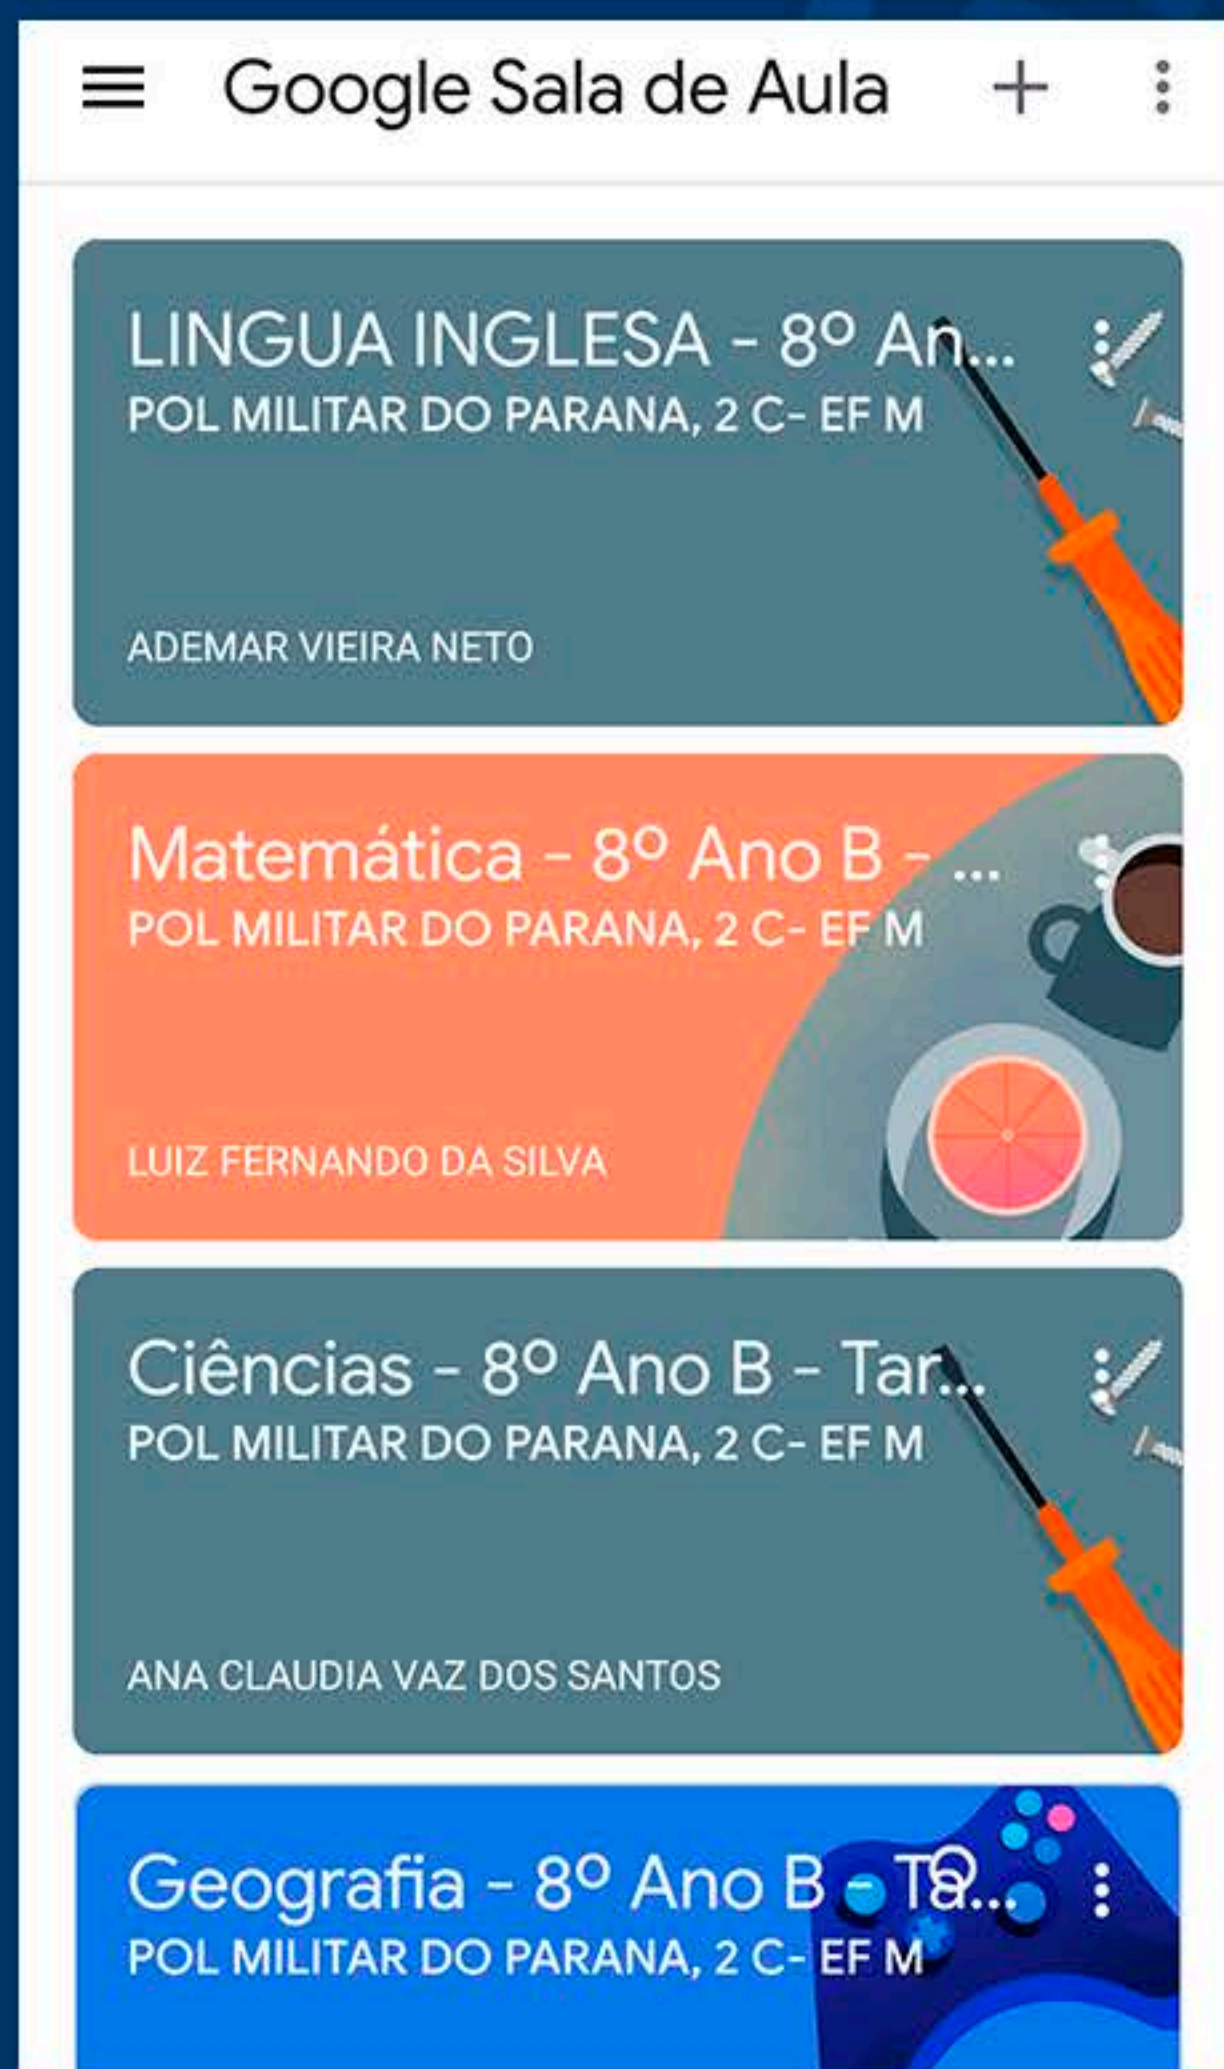 Google Sala de Aula
LINGUA INGLESA - 8º An...
POL MILITAR DO PARANA, 2 C- EF M
ADEMAR VIEIRA NETO
Matemática - 8º Ano B - ...
POL MILITAR DO PARANA, 2 C- EF M
LUIZ FERNANDO DA SILVA
Ciências - 8º Ano B - Tar...
POL MILITAR DO PARANA, 2 C- EF M
ANA CLAUDIA VAZ DOS SANTOS
Geografia - 8º Ano B - Ta...
POL MILITAR DO PARANA, 2 C- EF M